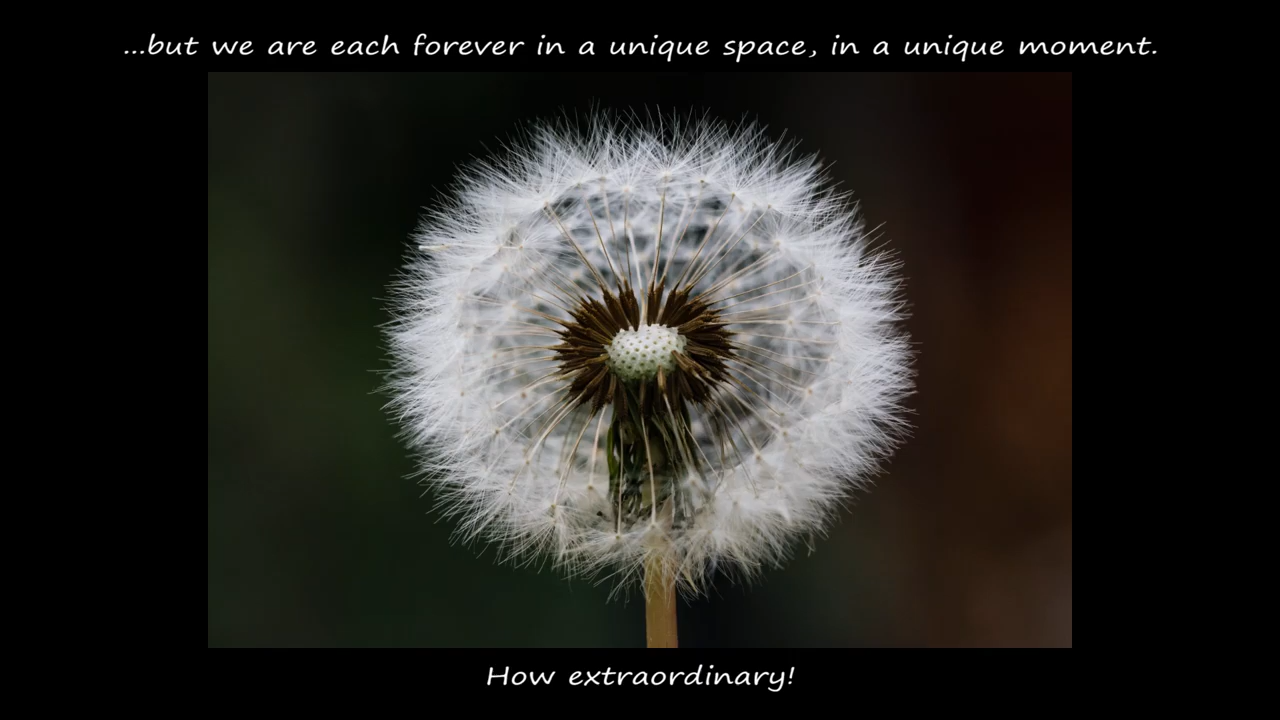 ...but we are each forever in a unique space, in a unique moment.
How extraordinary!